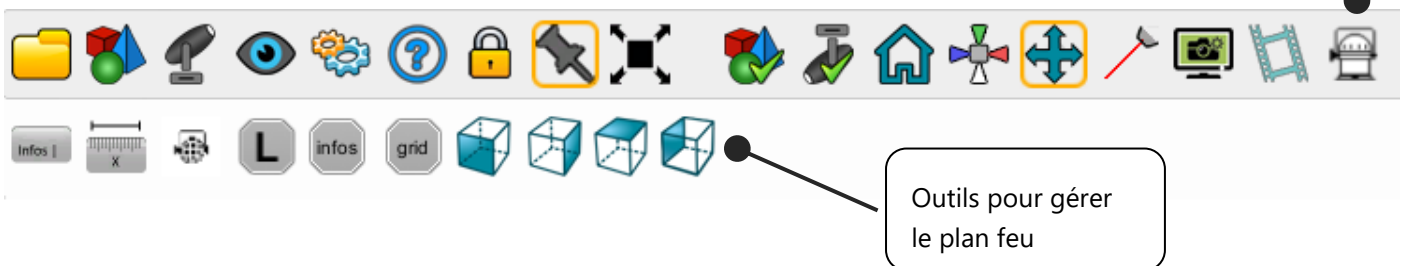 ?
Infos |
X
L
infos
grid
Outils pour gérer
le plan feu